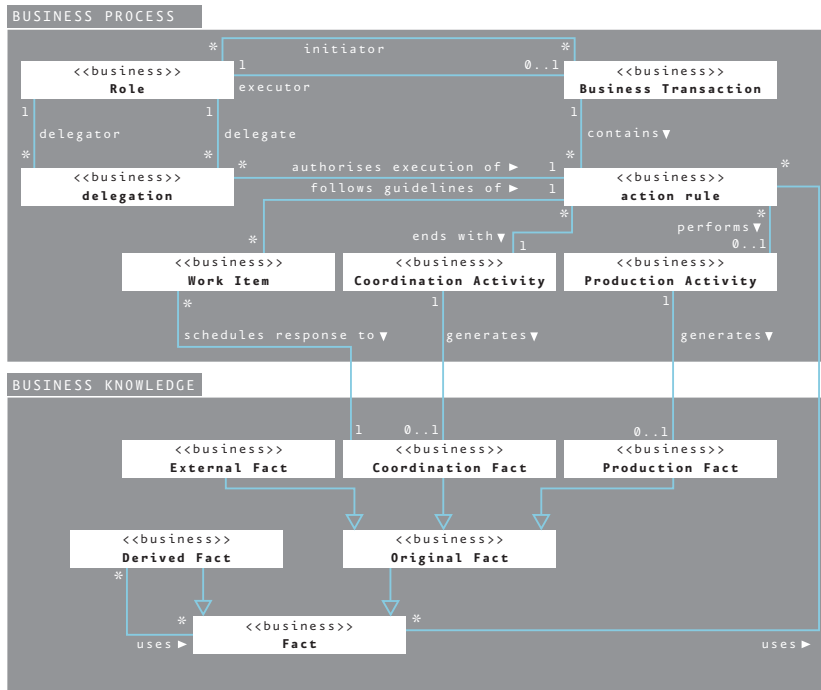 BUSINESS PROCESS
* initiator *
1 0..1
<<business>> <<business>>
Role executor Business Transaction
1 1 1
delegator delegate contains▼
* * * *
<<business>> authorises execution of ► 1 <<business>> *
delegation follows guidelines of ► 1 action rule
* *
performs▼
* ends with▼ 1 0..1
<<business>> <<business>> <<business>>
Work Item Coordination Activity Production Activity
* 1 1
schedules response to▼ generates▼ generates▼
BUSINESS KNOWLEDGE
1 0..1 0..1
<<business>> <<business>> <<business>>
External Fact Coordination Fact Production Fact
<<business>> <<business>>
Derived Fact Original Fact
*
* *
<<business>>
uses► Fact uses►